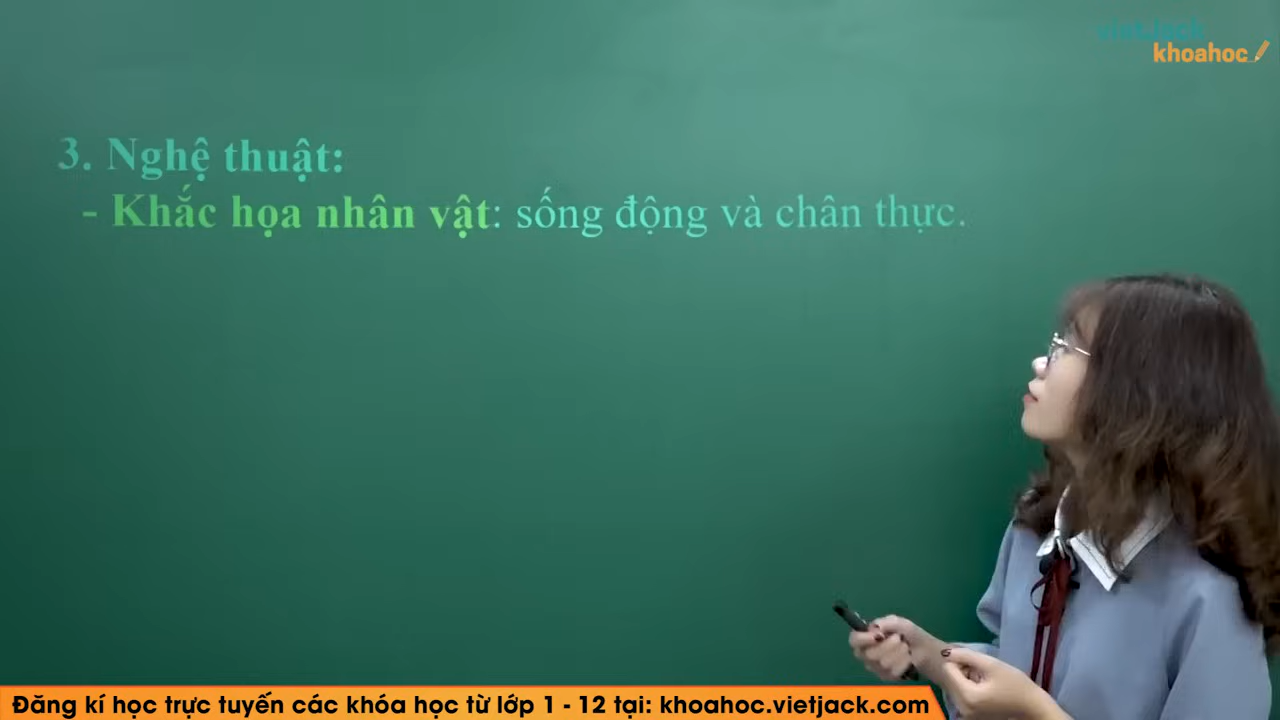 vietJack
khoahoc
3. Nghệ thuật:
- Khắc họa nhân vật: sống động và chân thực.
Đăng kí học trực tuyến các khóa học từ lớp 1 - 12 tại: khoahoc.vietjack.com